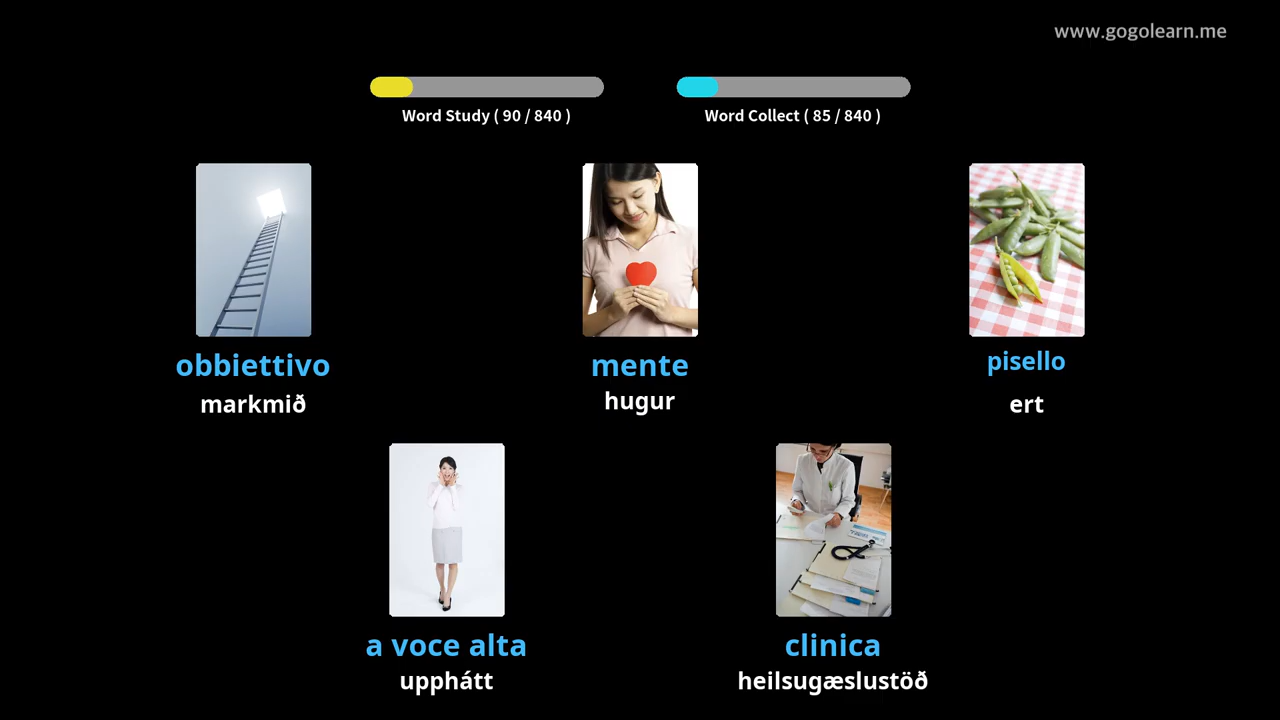 www.gogolearn.me
Word Study ( 90 / 840 )
Word Collect ( 85 / 840 )
obbiettivo
markmið
mente
hugur
pisello
ert
a voce alta
upphátt
clinica
heilsugæslustöð